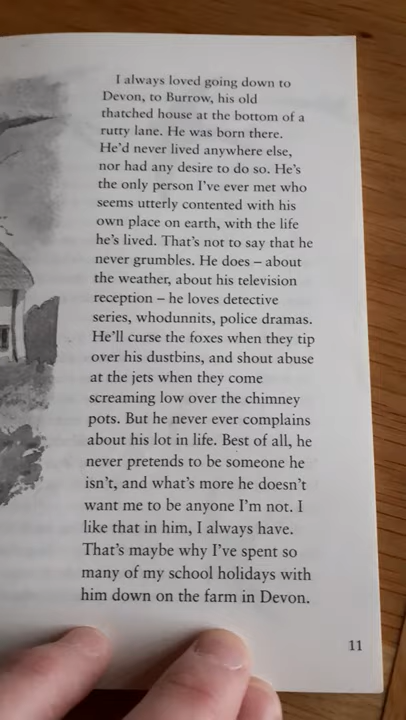 I always loved going down to
Devon, to Burrow, his old
thatched house at the bottom of a
rutty lane. He was born there.
He'd never lived anywhere else,
nor had any desire to do so. He's
the only person I've ever met who
seems utterly contented with his
own place on earth, with the life
he's lived. That's not to say that he
never grumbles. He does – about
the weather, about his television
reception – he loves detective
series, whodunnits, police dramas.
He'll curse the foxes when they tip
over his dustbins, and shout abuse
at the jets when they come
screaming low over the chimney
pots. But he never ever complains
about his lot in life. Best of all, he
never pretends to be someone he
isn't, and what's more he doesn't
want me to be anyone I'm not. I
like that in him, I always have.
That's maybe why I've spent so
many of my school holidays with
him down on the farm in Devon.
11